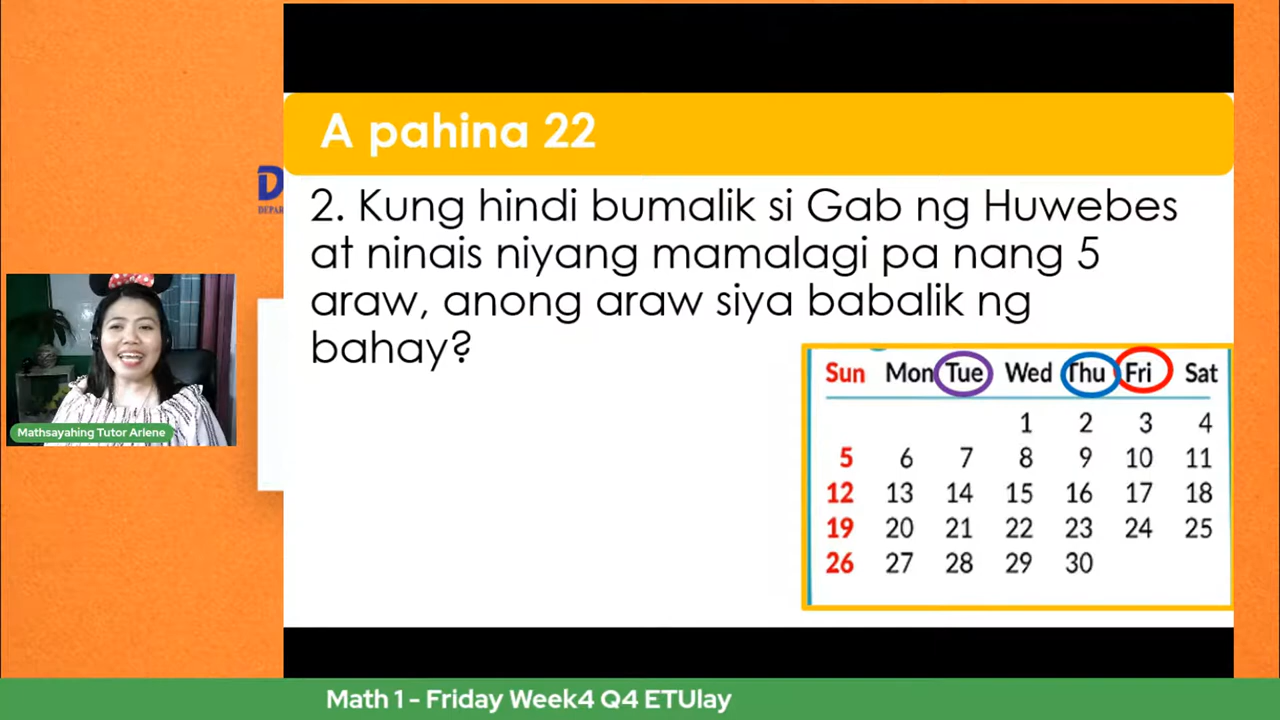 A pahina 22
2. Kung hindi bumalik si Gab ng Huwebes
at ninais niyang mamalagi pa nang 5
araw, anong araw siya babalik ng
bahay?
Sun Mon Tue Wed Thu Fri Sat
1 2 3 4
5 6 7 8 9 10 11
12 13 14 15 16 17 18
19 20 21 22 23 24 25
26 27 28 29 30
Mathsayahing Tutor Arlene
Math 1 - Friday Week4 Q4 ETUlay